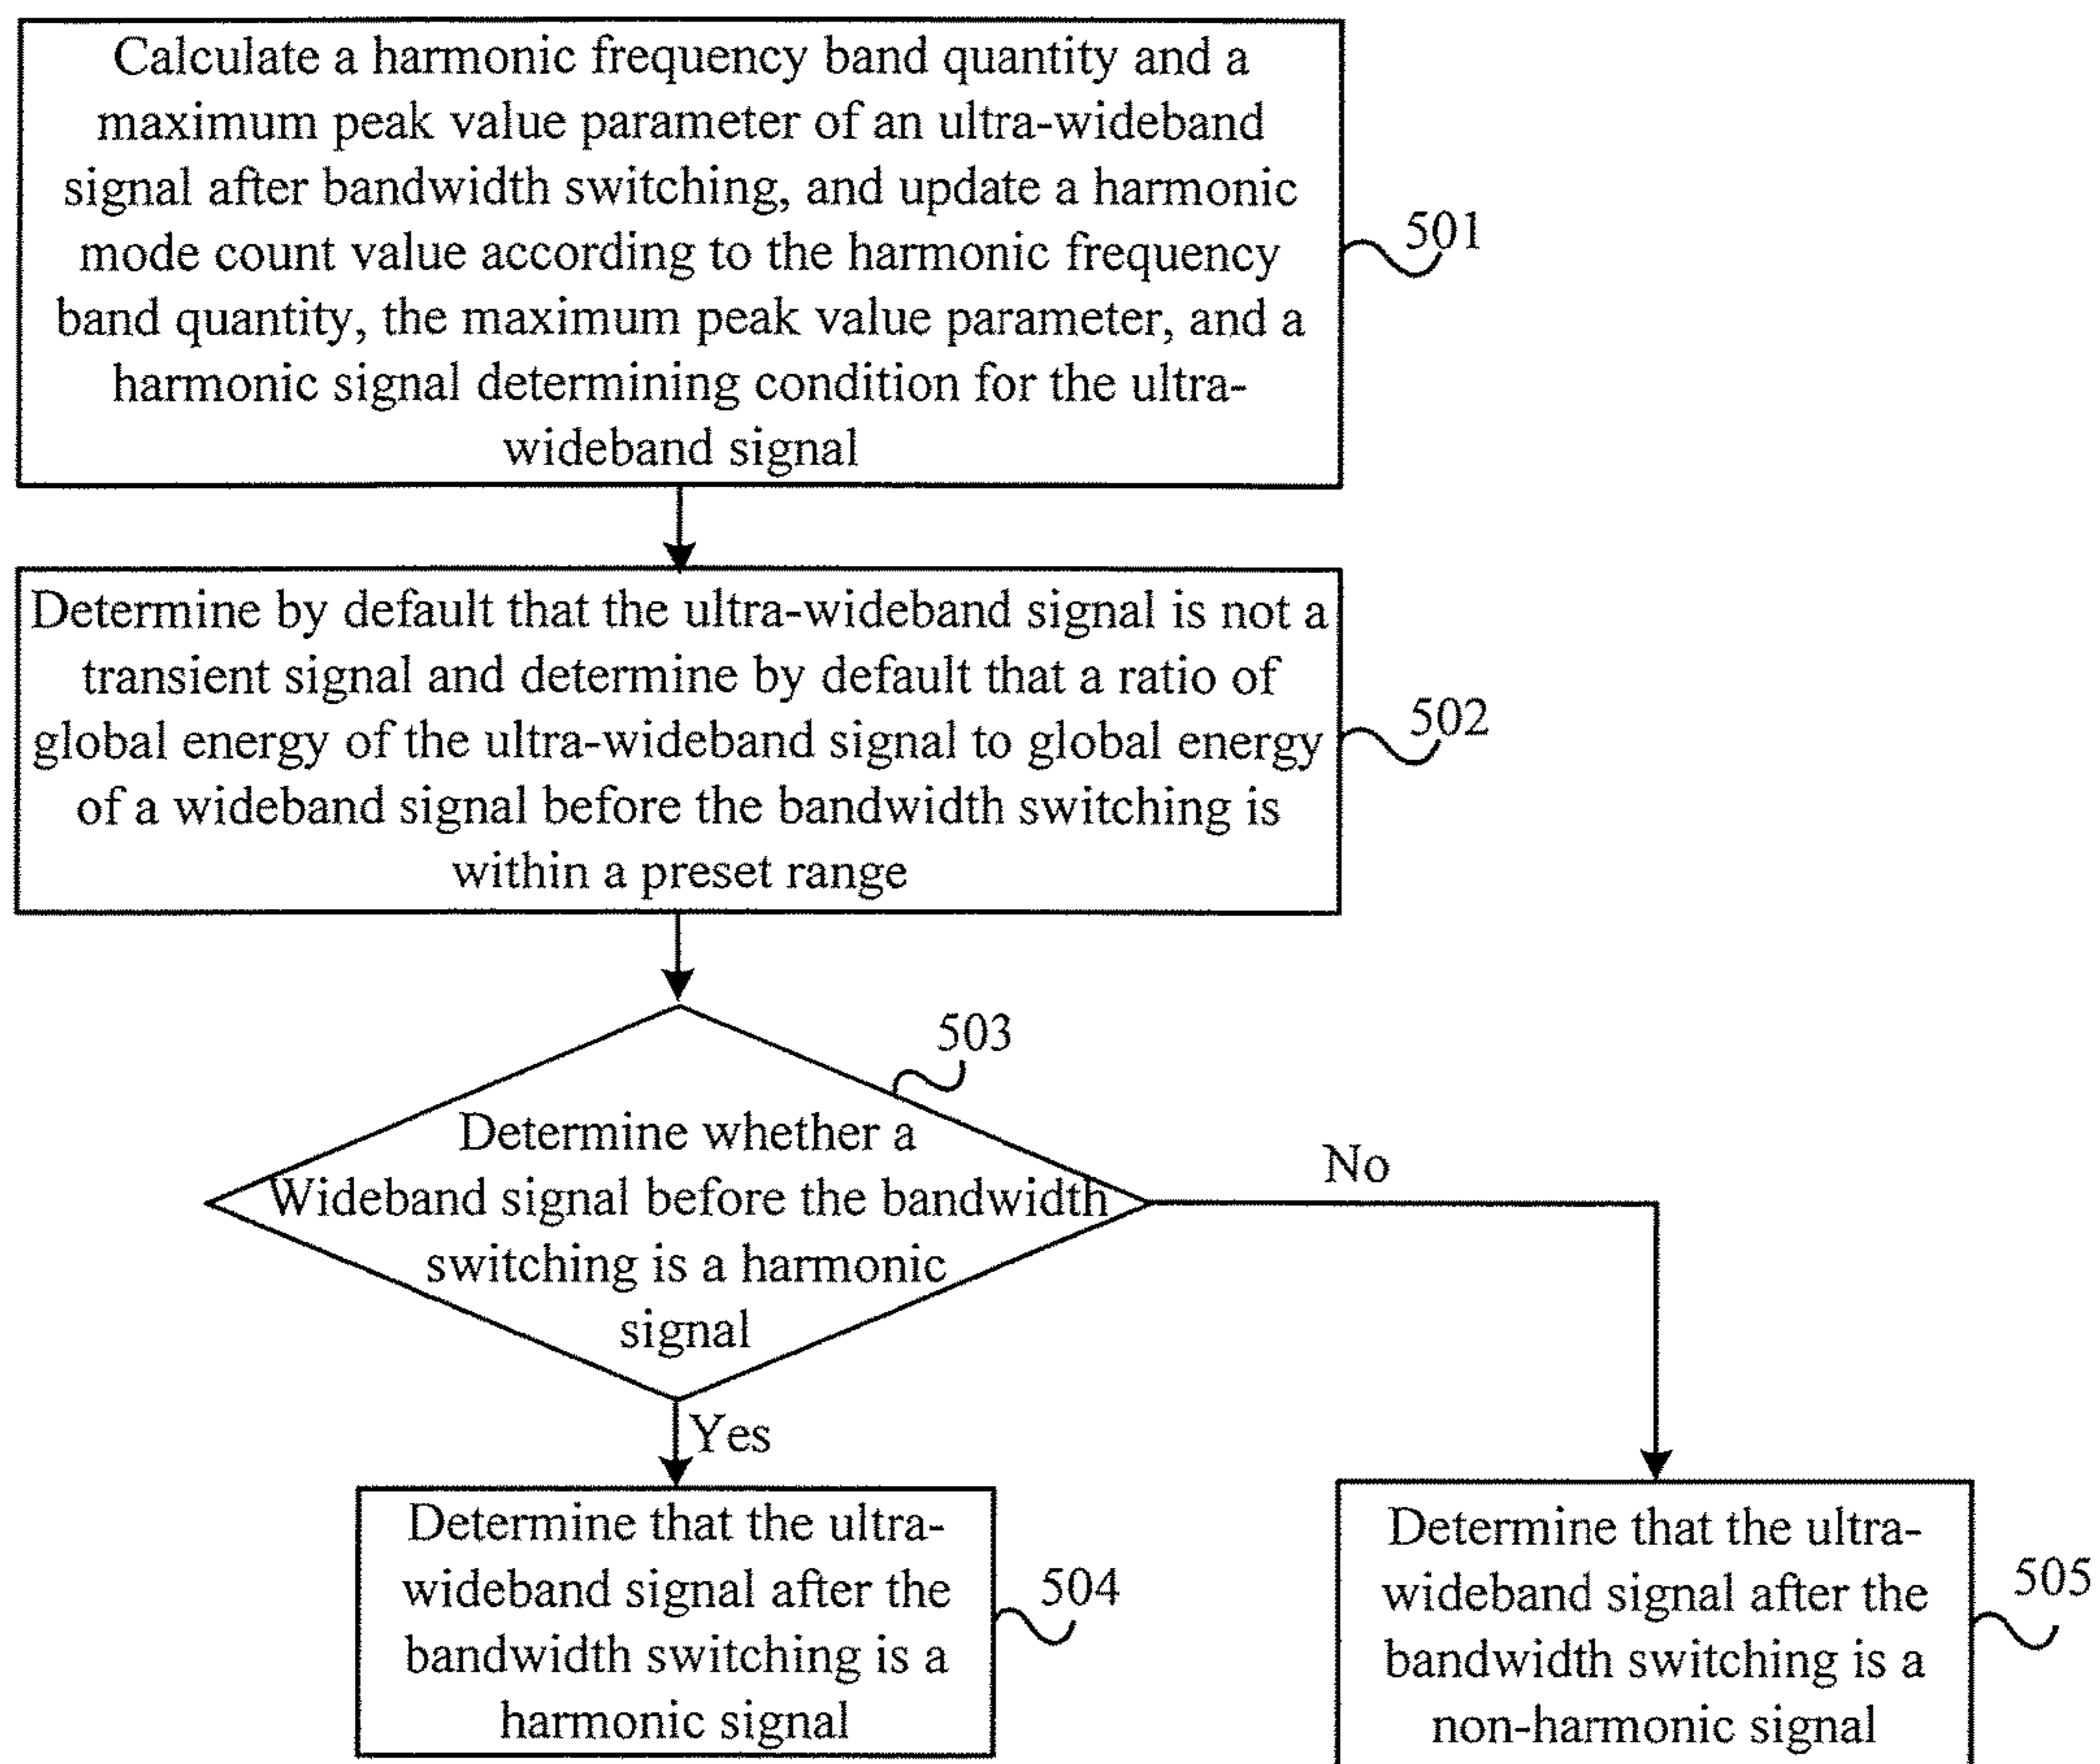 Calculate a harmonic frequency band quantity and a
maximum peak value parameter of an ultra-wideband
signal after bandwidth switching, and update a harmonic
mode count value according to the harmonic frequency
band quantity, the maximum peak value parameter, and a
harmonic signal determining condition for the ultra-
wideband signal
501
Determine by default that the ultra-wideband signal is not a
transient signal and determine by default that a ratio of
global energy of the ultra-wideband signal to global energy
of a wideband signal before the bandwidth switching is
within a preset range
502
503
Determine whether a
Wideband signal before the bandwidth
switching is a harmonic
signal
No
Yes
Determine that the ultra-
wideband signal after the
bandwidth switching is a
harmonic signal
504
Determine that the ultra-
wideband signal after the
bandwidth switching is a
non-harmonic signal
505